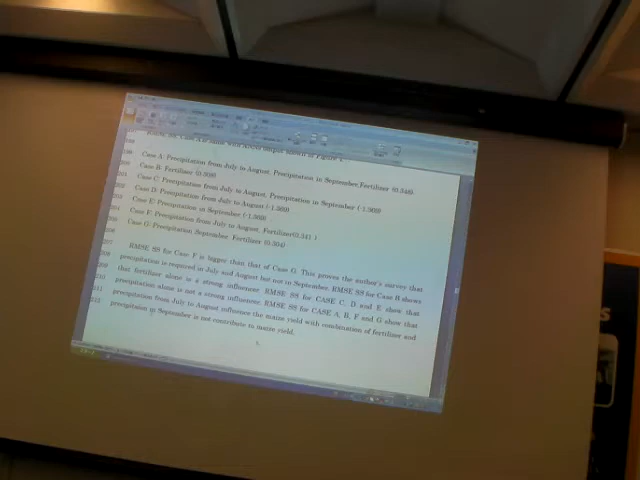 Case A: Precipitation from July to August, Precipitation in September,Fertilizer (0.348)
Case B: Fertilizer (0.309)
Case C: Precipitation from July to August, Precipitation in September (-1.369)
Case D: Precipitation from July to August (-1.369)
Case E: Precipitation in September (-1.369)
Case F: Precipitation from July to August, Fertilizer(0.341 )
Case G: Precipitation September, Fertilizer (0.304)
RMSE SS for Case F is bigger than that of Case G. This proves the author's survey that
precipitation is required in July and August but not in September. RMSE SS for Case B shows
that fertilizer alone is a strong influence. RMSE SS for CASE C, D and E show that
precipitation alone is not a strong influence. RMSE SS for CASE A, B, F and G show that
precipitation from July to August influence the maize yield with combination of fertilizer and
precipitation in September is not contribute to maize yield.